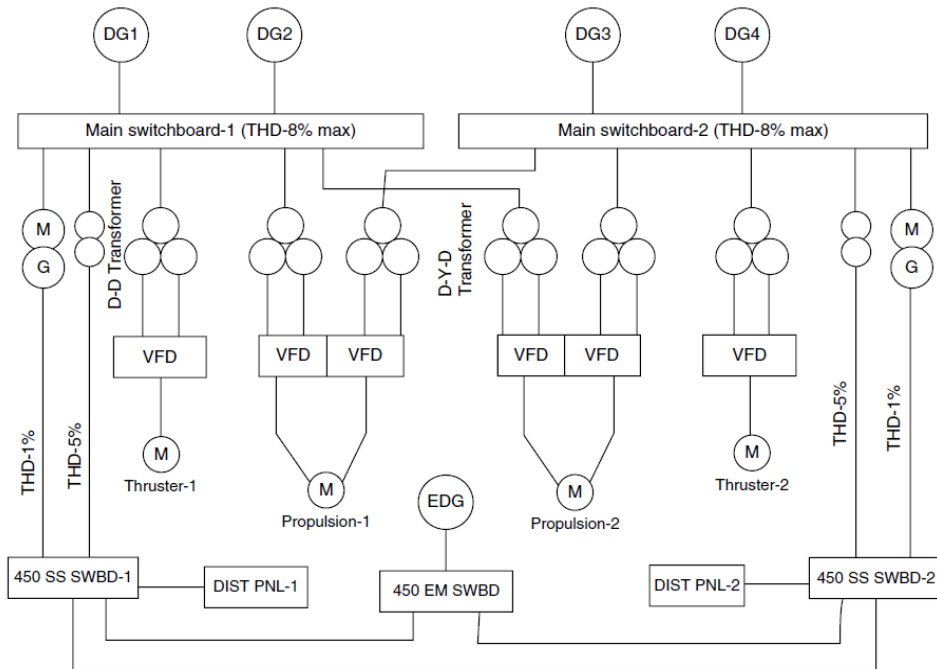 DG1
DG2
DG3
DG4
Main switchboard-1 (THD-8% max)
Main switchboard-2 (THD-8% max)
M
G
D-D Transformer
D-Y-D
Transformer
M
G
VFD
VFD
VFD
VFD
VFD
VFD
THD-1%
THD-5%
THD-5%
THD-1%
M
Thruster-1
M
Propulsion-1
EDG
M
Propulsion-2
M
Thruster-2
450 SS SWBD-1
DIST PNL-1
450 EM SWBD
DIST PNL-2
450 SS SWBD-2